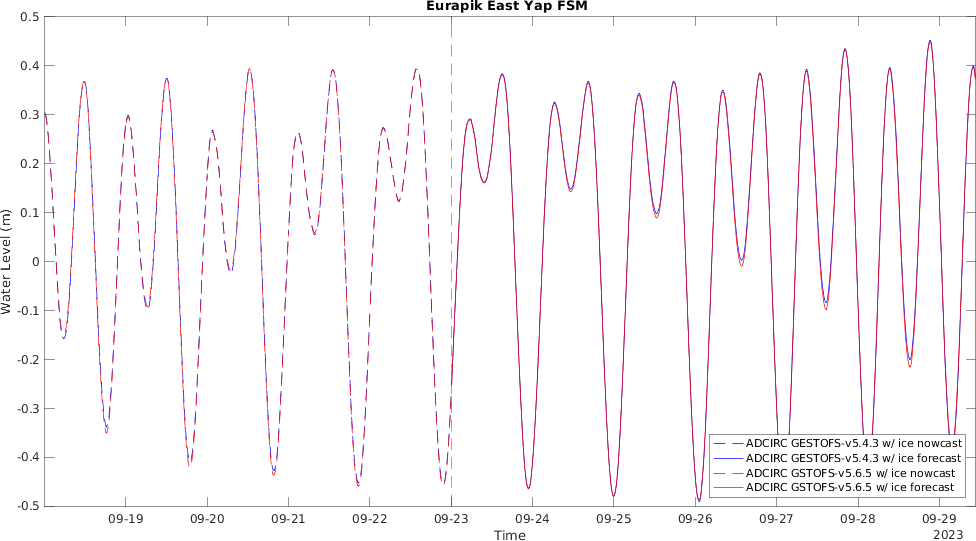 Eurapik East Yap FSM
0.5
0.4
0.3
0.2
0.1
0
-0.1
-0.2
-0.3
-0.4
-0.5
Water Level (m)
ADCIRC GESTOFS-v5.4.3 w/ ice nowcast
ADCIRC GESTOFS-v5.4.3 w/ ice forecast
ADCIRC GSTOFS-v5.6.5 w/ ice nowcast
ADCIRC GSTOFS-v5.6.5 w/ ice forecast
09-19 09-20 09-21 09-22 09-23 09-24 09-25 09-26 09-27 09-28 09-29
Time
2023